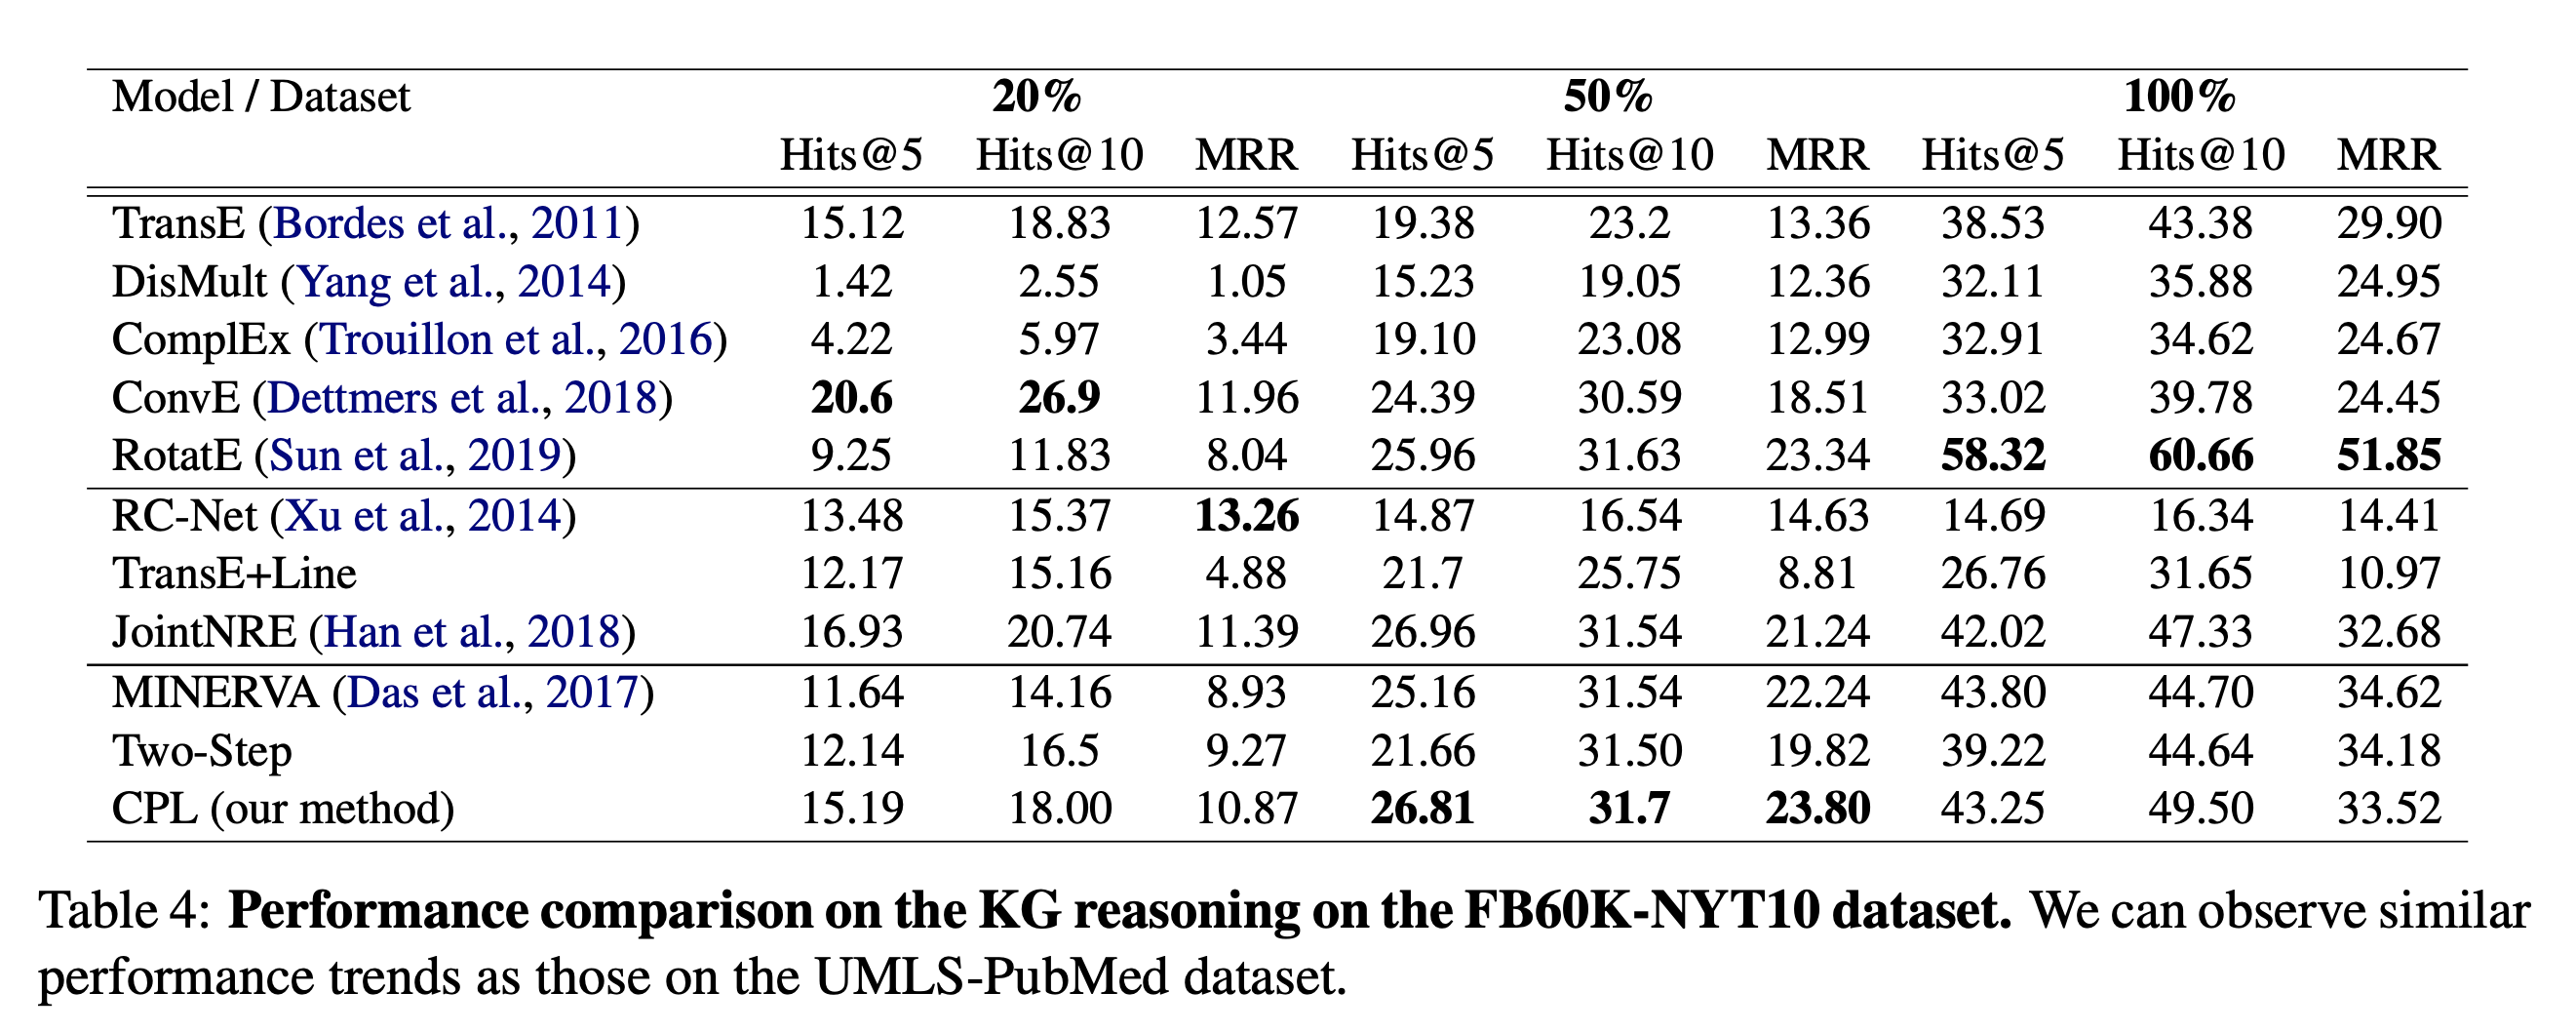 Model / Dataset 20% 50% 100%
Hits@5 Hits@10 MRR Hits@5 Hits@10 MRR Hits@5 Hits@10 MRR
TransE (Bordes et al., 2011) 15.12 18.83 12.57 19.38 23.2 13.36 38.53 43.38 29.90
DisMult (Yang et al., 2014) 1.42 2.55 1.05 15.23 19.05 12.36 32.11 35.88 24.95
ComplEx (Trouillon et al., 2016) 4.22 5.97 3.44 19.10 23.08 12.99 32.91 34.62 24.67
ConvE (Dettmers et al., 2018) 20.6 26.9 11.96 24.39 30.59 18.51 33.02 39.78 24.45
RotatE (Sun et al., 2019) 9.25 11.83 8.04 25.96 31.63 23.34 58.32 60.66 51.85
RC-Net (Xu et al., 2014) 13.48 15.37 13.26 14.87 16.54 14.63 14.69 16.34 14.41
TransE+Line 12.17 15.16 4.88 21.7 25.75 8.81 26.76 31.65 10.97
JointNRE (Han et al., 2018) 16.93 20.74 11.39 26.96 31.54 21.24 42.02 47.33 32.68
MINERVA (Das et al., 2017) 11.64 14.16 8.93 25.16 31.54 22.24 43.80 44.70 34.62
Two-Step 12.14 16.5 9.27 21.66 31.50 19.82 39.22 44.64 34.18
CPL (our method) 15.19 18.00 10.87 26.81 31.7 23.80 43.25 49.50 33.52
Table 4: Performance comparison on the KG reasoning on the FB60K-NYT10 dataset. We can observe similar
performance trends as those on the UMLS-PubMed dataset.